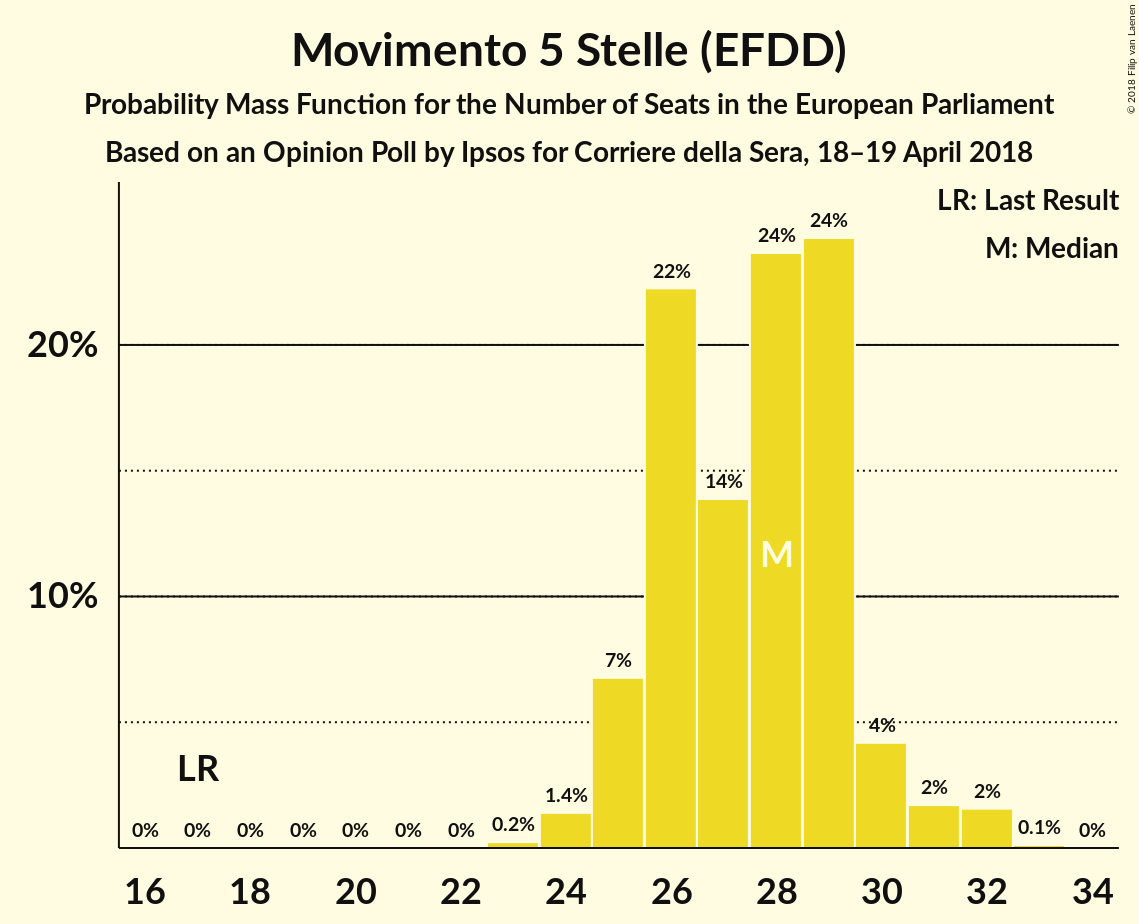 Movimento 5 Stelle (EFDD)
Probability Mass Function for the Number of Seats in the European Parliament
Based on an Opinion Poll by Ipsos for Corriere della Sera, 18–19 April 2018
© 2018 Filip van Laenen
LR: Last Result
M: Median
20%
10%
0% 0% 0% 0% 0% 0% 0% 0.2% 1.4% 7% 22% 14% 24% 24% 4% 2% 2% 0.1% 0%
LR
M
16 18 20 22 24 26 28 30 32 34